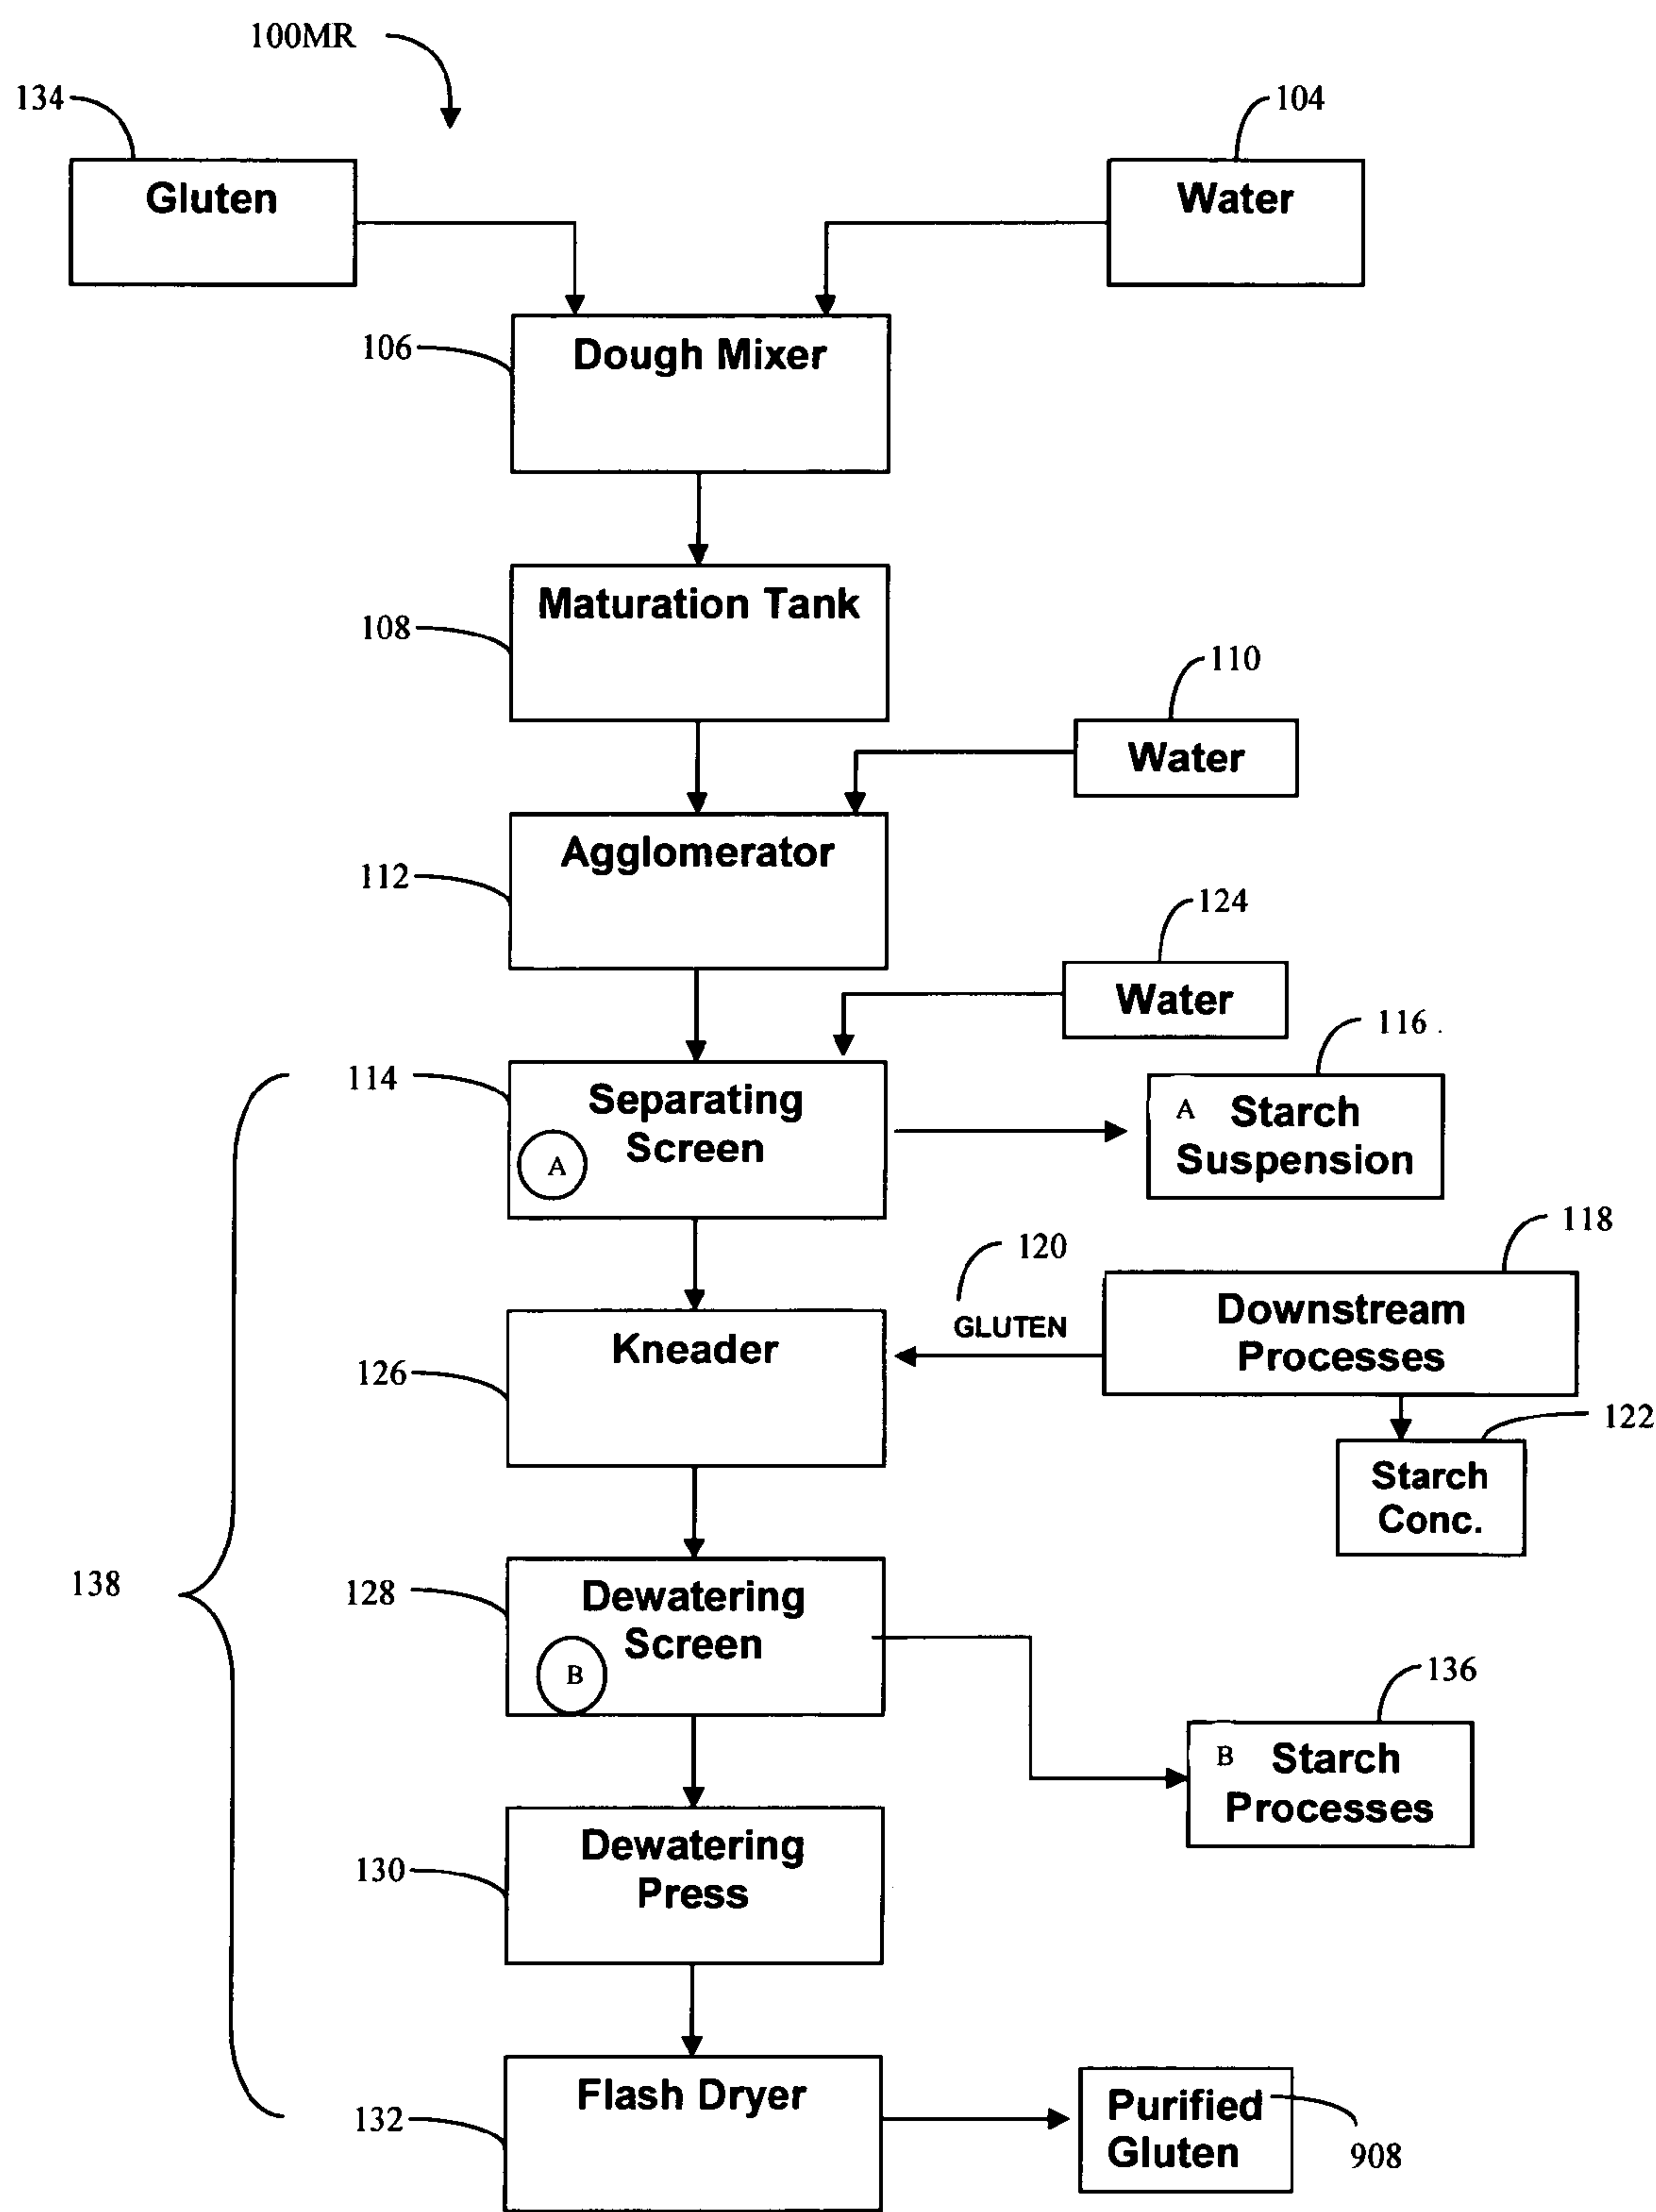 100MR
134
104
Gluten
Water
106
Dough Mixer
Maturation Tank
108
110
Water
Agglomerator
112
124
Water
116 .
114
Separating
Screen
A
A Starch
Suspension
118
120
GLUTEN
Downstream
Processes
Kneader
126
122
Starch
Conc.
138
128
Dewatering
Screen
B
136
B Starch
Processes
Dewatering
Press
130
Flash Dryer
132
Purified
Gluten
908